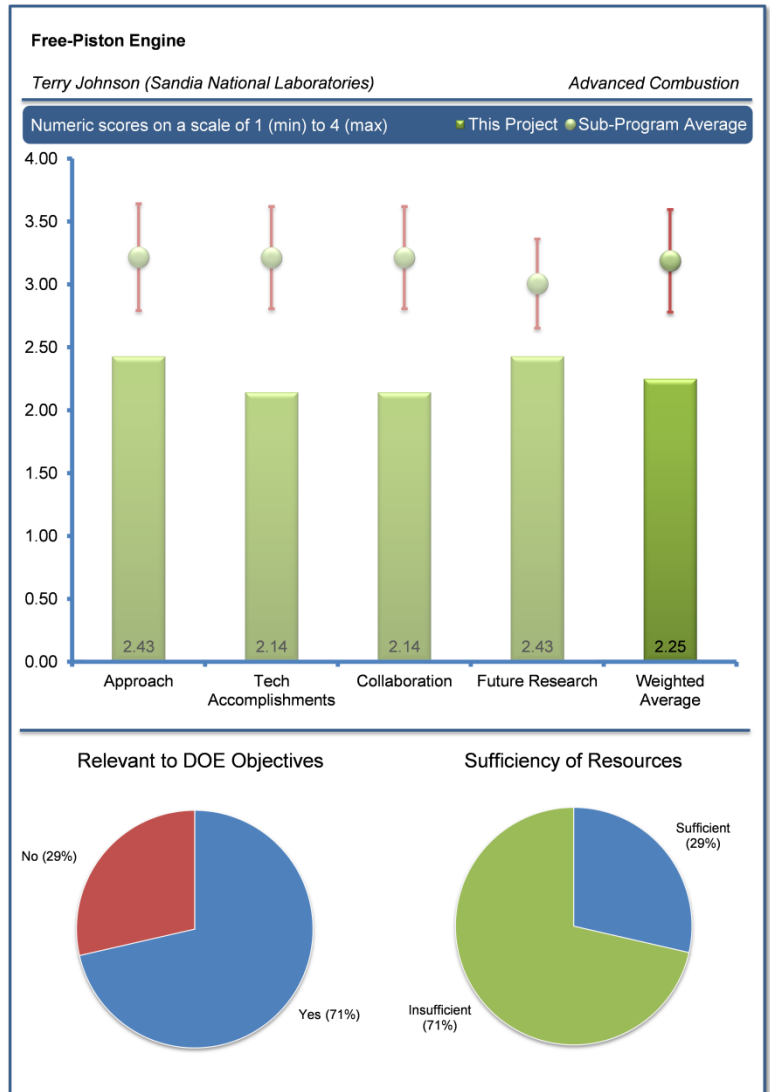 Free-Piston Engine
Terry Johnson (Sandia National Laboratories) Advanced Combustion
Numeric scores on a scale of 1 (min) to 4 (max) This Project Sub-Program Average
4.00
3.50
3.00
2.50
2.00
1.50
1.00
0.50
0.00
2.43 2.14 2.14 2.43 2.25
Approach Tech Collaboration Future Research Weighted
Accomplishments Average
Relevant to DOE Objectives Sufficiency of Resources
No (29%)
Yes (71%)
Sufficient
(29%)
Insufficient
(71%)